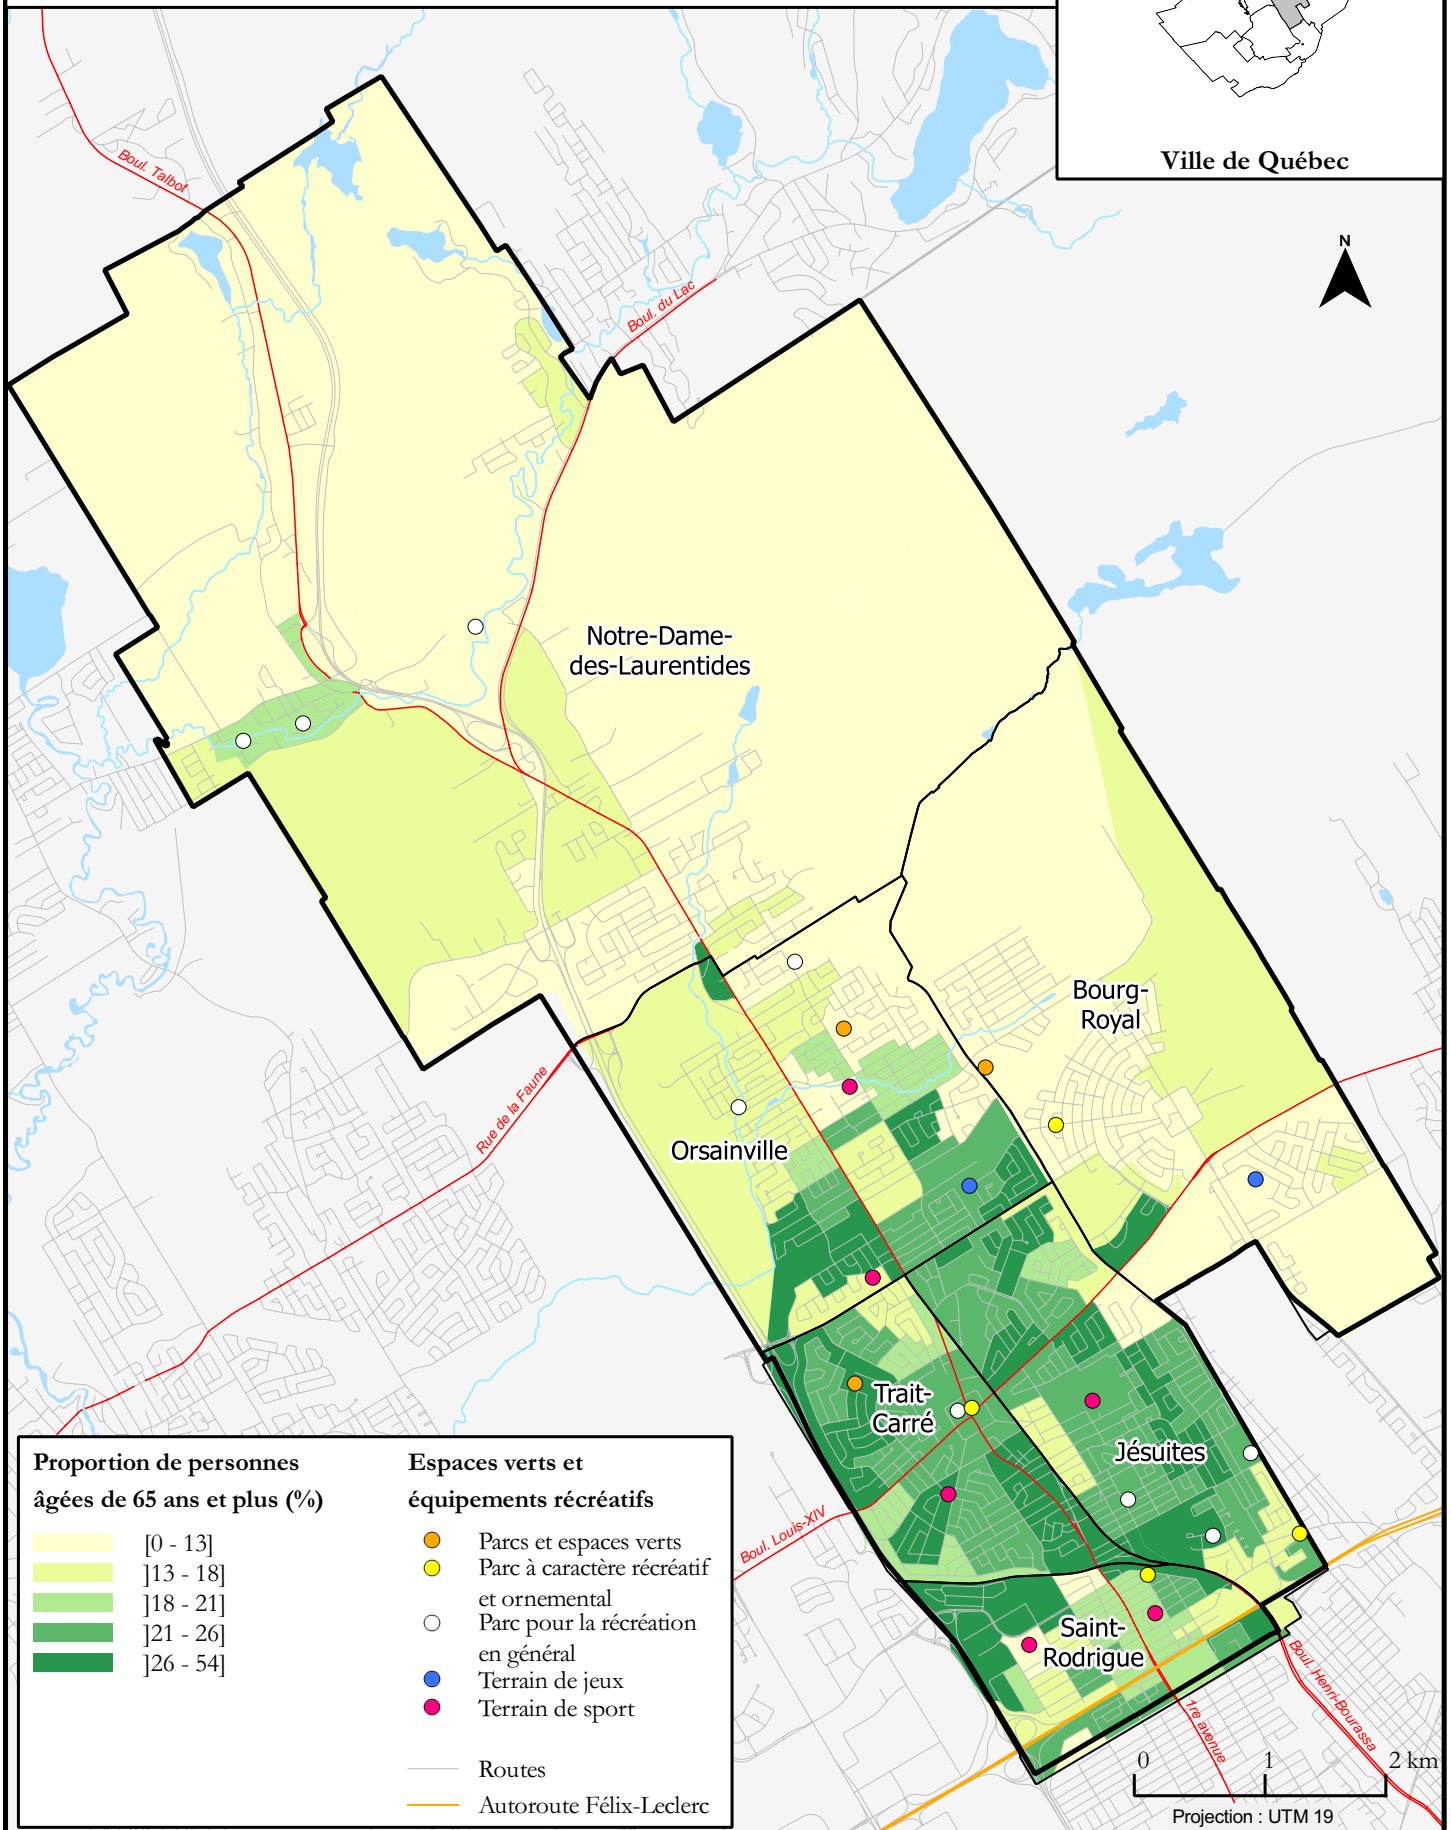 Ville de Québec
N
Boul. Talbot
Boul. du Lac
Notre-Dame-
des-Laurentides
Bourg-
Royal
Rue de la Faune
Orsainville
Trait-
Carré
Jésuites
Boul. Louis-XIV
Saint-
Rodrigue
Boul. Henri-Bourassa
1re avenue
Proportion de personnes
âgées de 65 ans et plus (%)
[0 - 13]
]13 - 18]
]18 - 21]
]21 - 26]
]26 - 54]
Espaces verts et
équipements récréatifs
Parcs et espaces verts
Parc à caractère récréatif
et ornemental
Parc pour la récréation
en général
Terrain de jeux
Terrain de sport
Routes
Autoroute Félix-Leclerc
0 1 2 km
Projection : UTM 19